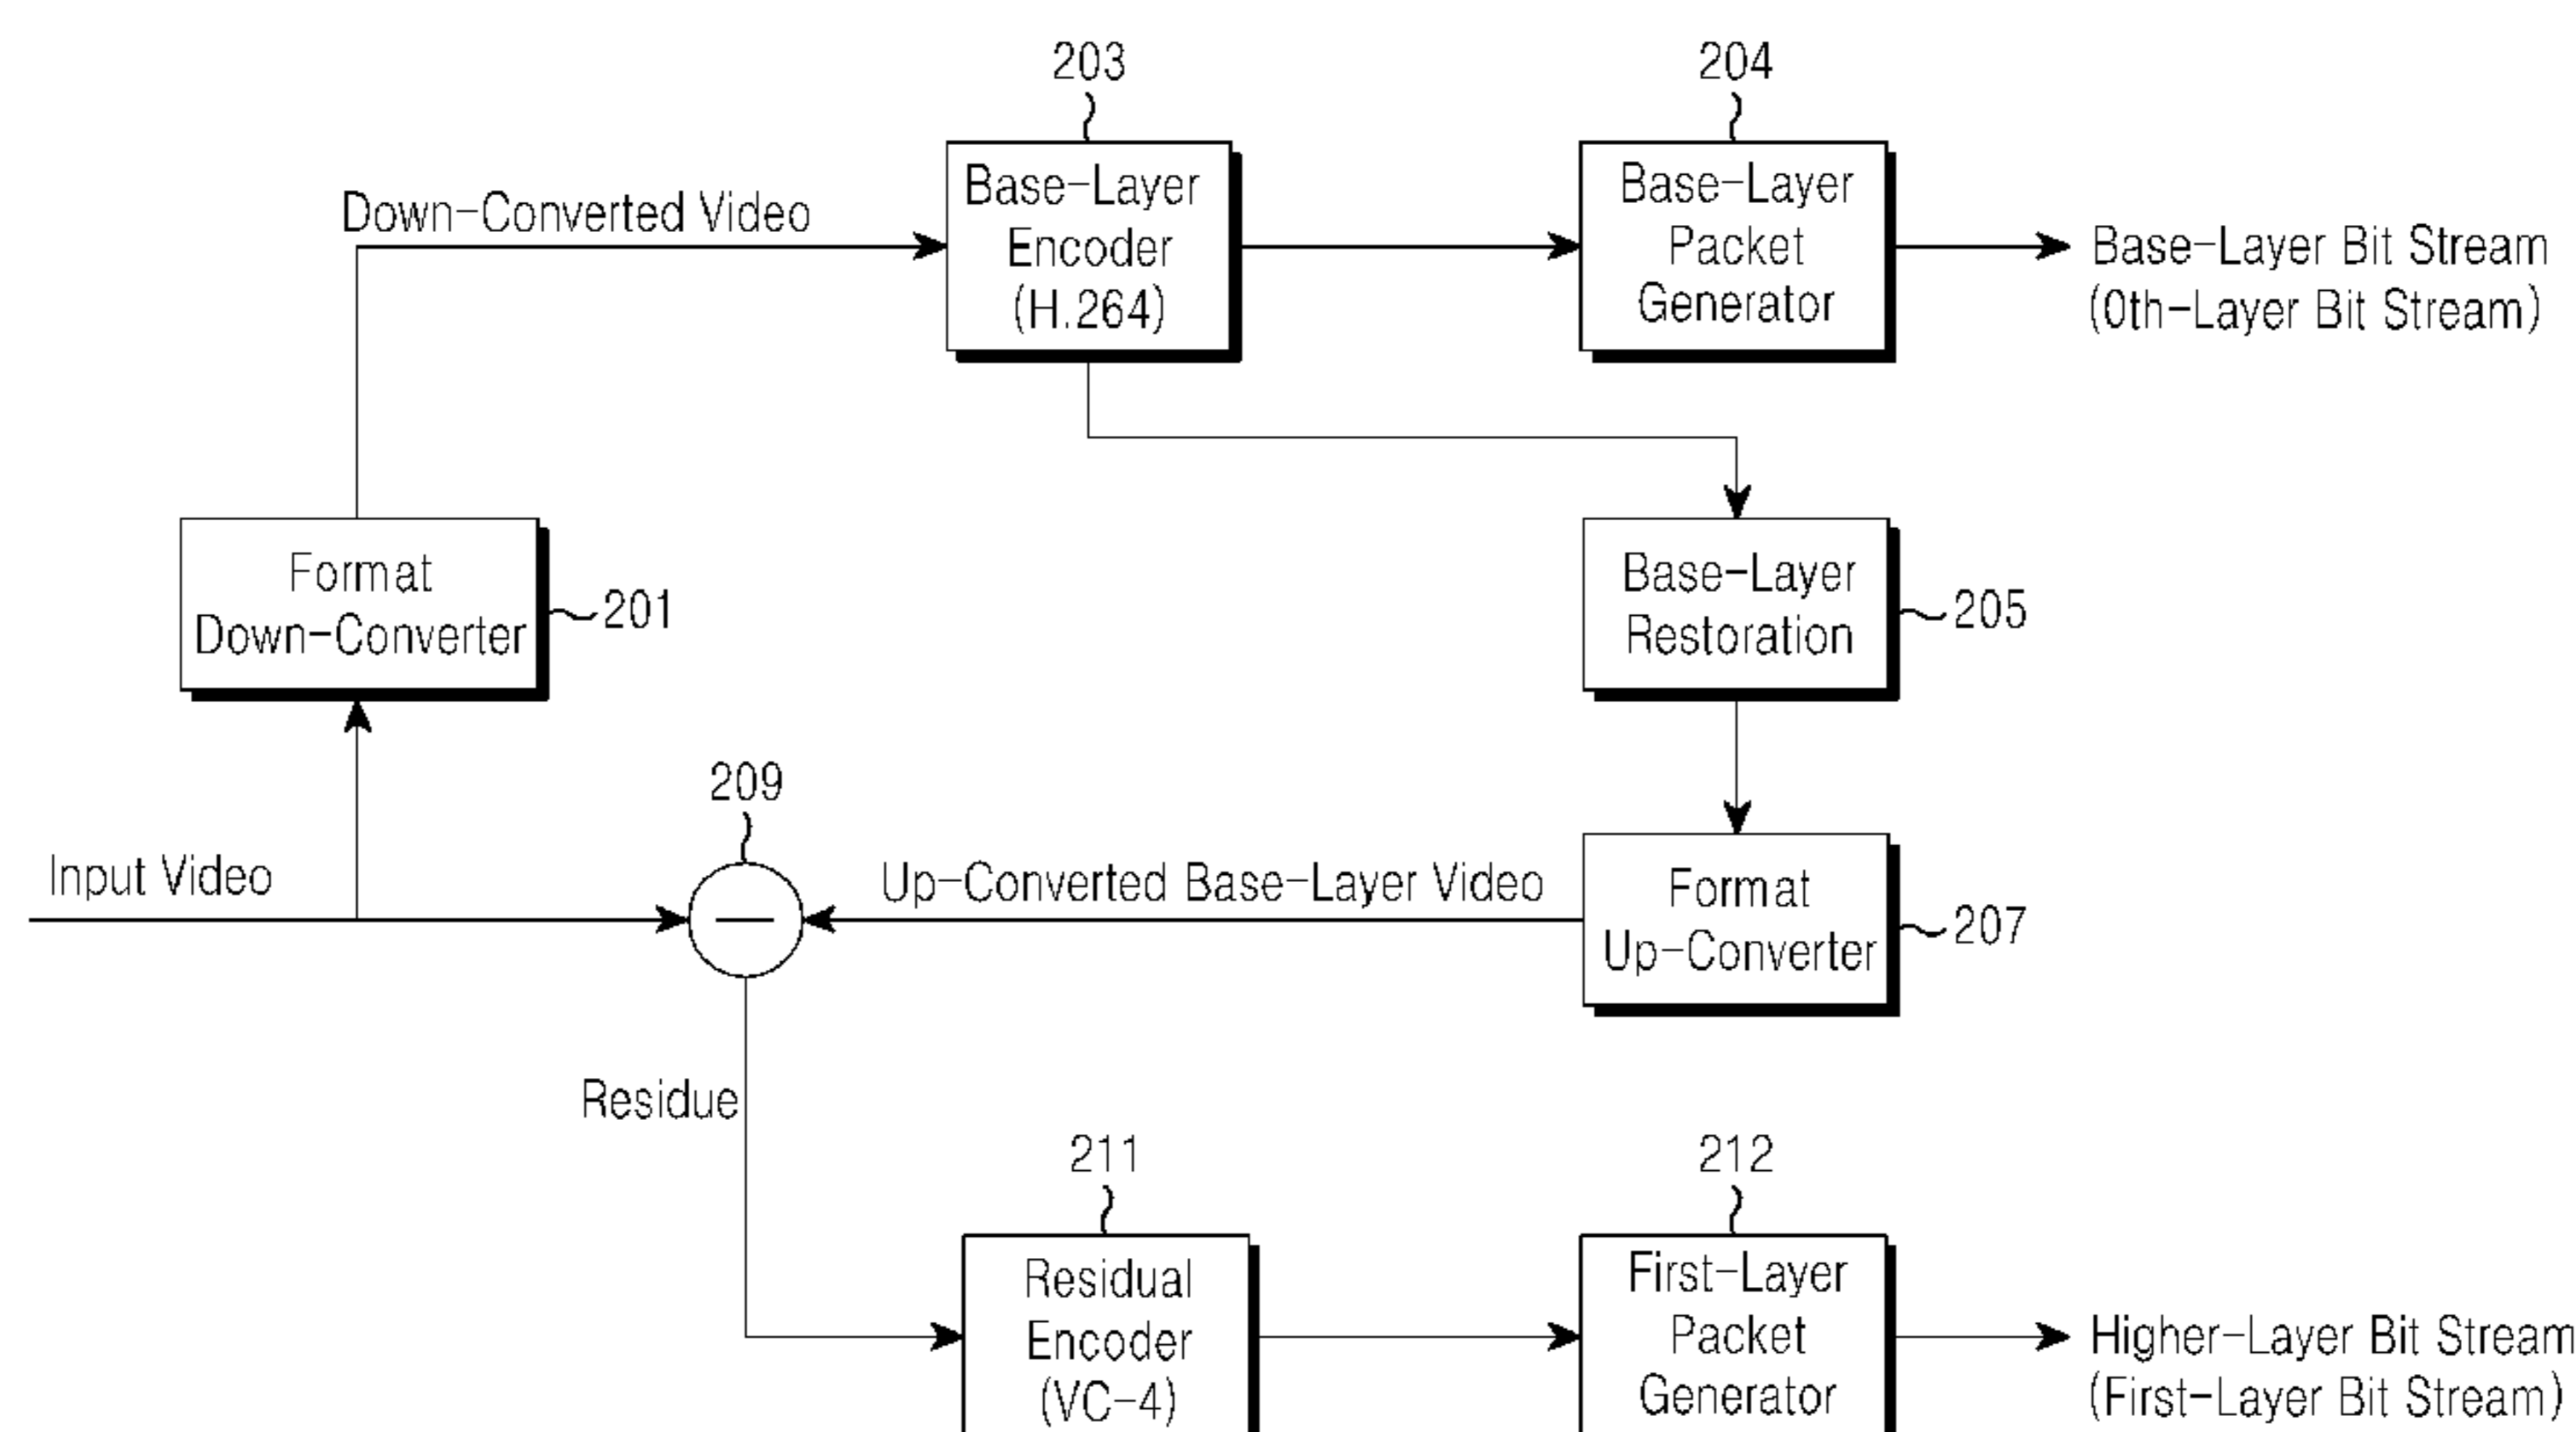 203
204
Base-Layer
Encoder
(H.264)
Base-Layer
Packet
Generator
Down-Converted Video
Base-Layer Bit Stream
(0th-Layer Bit Stream)
Format
Down-Converter
201
Base-Layer
Restoration
205
209
Input Video
Up-Converted Base-Layer Video
Format
Up-Converter
207
Residue
211
212
Residual
Encoder
(VC-4)
First-Layer
Packet
Generator
Higher-Layer Bit Stream
(First-Layer Bit Stream)